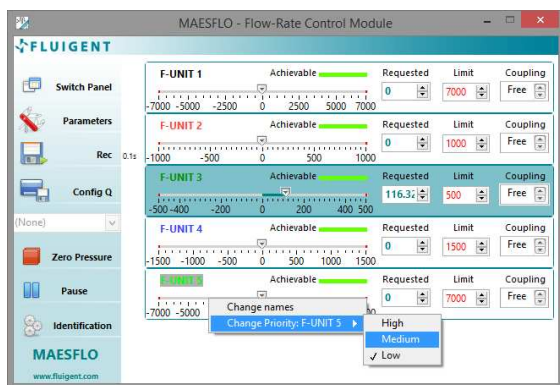 MAESFLO - Flow-Rate Control Module
FLUIGENT
Switch Panel
Parameters
Rec 0.1s
Config Q
(None)
Zero Pressure
Pause
Identification
MAESFLO
www.fluigent.com
F-UNIT 1 Achievable Requested Limit Coupling
0 7000 Free
-7000 -5000 -2500 0 2500 5000 7000
F-UNIT 2 Achievable Requested Limit Coupling
0 1000 Free
-1000 -500 0 500 1000
F-UNIT 3 Achievable Requested Limit Coupling
116.32 500 Free
-500 -400 -200 0 200 400 500
F-UNIT 4 Achievable Requested Limit Coupling
0 1500 Free
-1500 -1000 -500 0 500 1000 1500
F-UNIT 5 Achievable Requested Limit Coupling
0 7000 Free
-7000 -5000
Change names
Change Priority: F-UNIT 5
High
Medium
Low